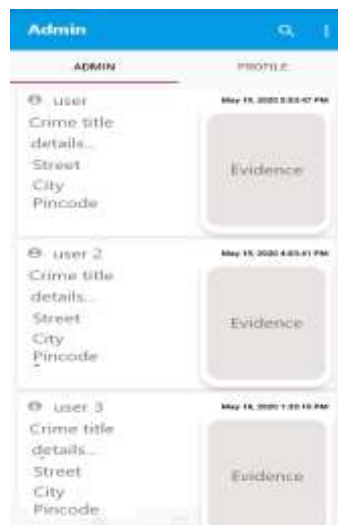 Admin
ADMIN PROFILE
user
Crime title
details...
Street
City
Pincode
Evidence
user 2
Crime title
details...
Street
City
Pincode
Evidence
user 3
Crime title
details...
Street
City
Pincode
Evidence